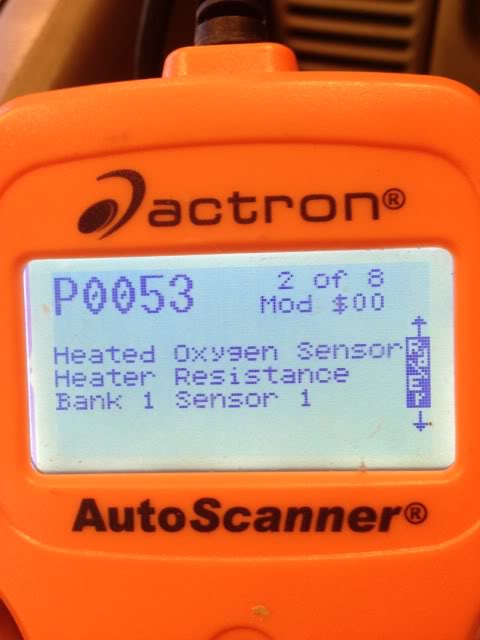 actron®
P0053
2 of 8
Mod $00
Heated Oxygen Sensor
Heater Resistance
Bank 1 Sensor 1
AutoScanner®